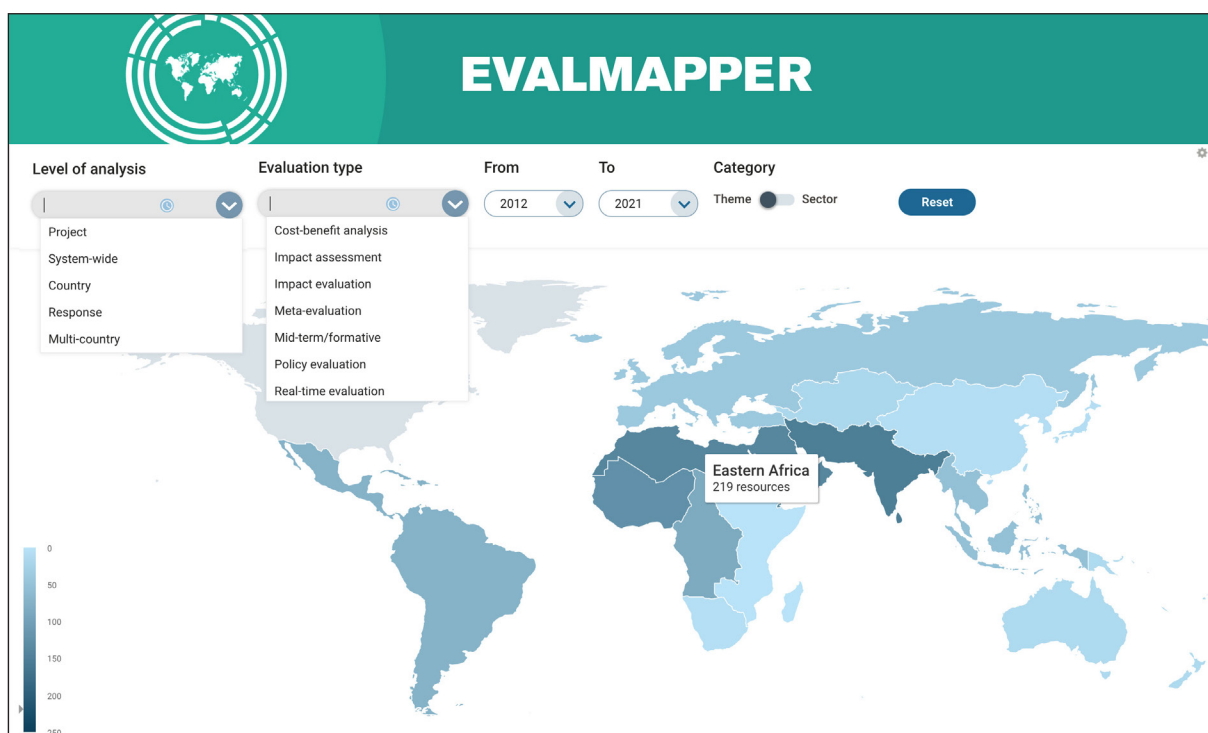 EVALMAPPER
Level of analysis
Evaluation type
From
To
Category
2012
2021
Theme
Sector
Reset
Project
System-wide
Country
Response
Multi-country
Cost-benefit analysis
Impact assessment
Impact evaluation
Meta-evaluation
Mid-term/formative
Policy evaluation
Real-time evaluation
Eastern Africa
219 resources
0
50
100
150
200
250